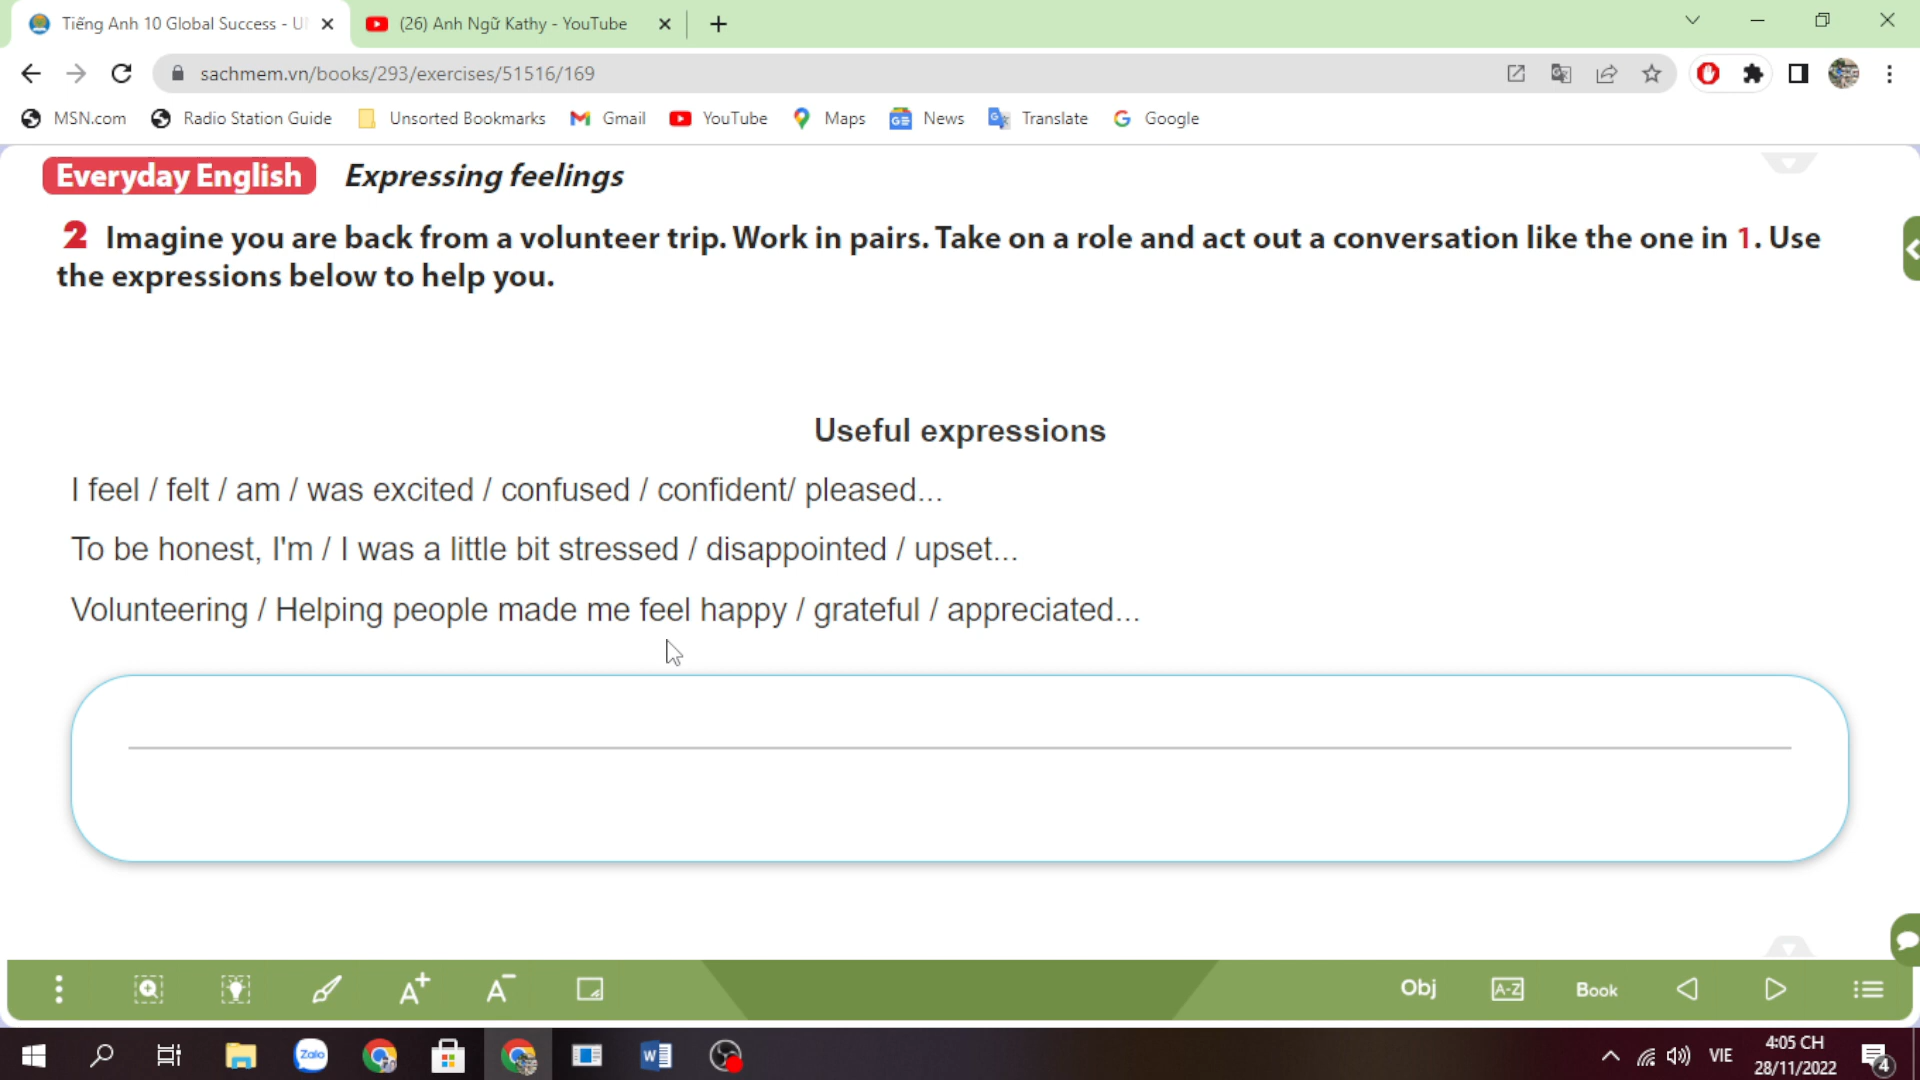 Tiếng Anh 10 Global Success - U
(26) Anh Ngữ Kathy - YouTube
sachmem.vn/books/293/exercises/51516/169
MSN.com Radio Station Guide Unsorted Bookmarks Gmail YouTube Maps News Translate Google
Everyday English Expressing feelings
2 Imagine you are back from a volunteer trip. Work in pairs. Take on a role and act out a conversation like the one in 1. Use
the expressions below to help you.
Useful expressions
I feel / felt / am / was excited / confused / confident/ pleased...
To be honest, I'm / I was a little bit stressed / disappointed / upset...
Volunteering / Helping people made me feel happy / grateful / appreciated...
A+ A- Obj A-Z Book
Zalo VIE 4:05 CH
28/11/2022 4